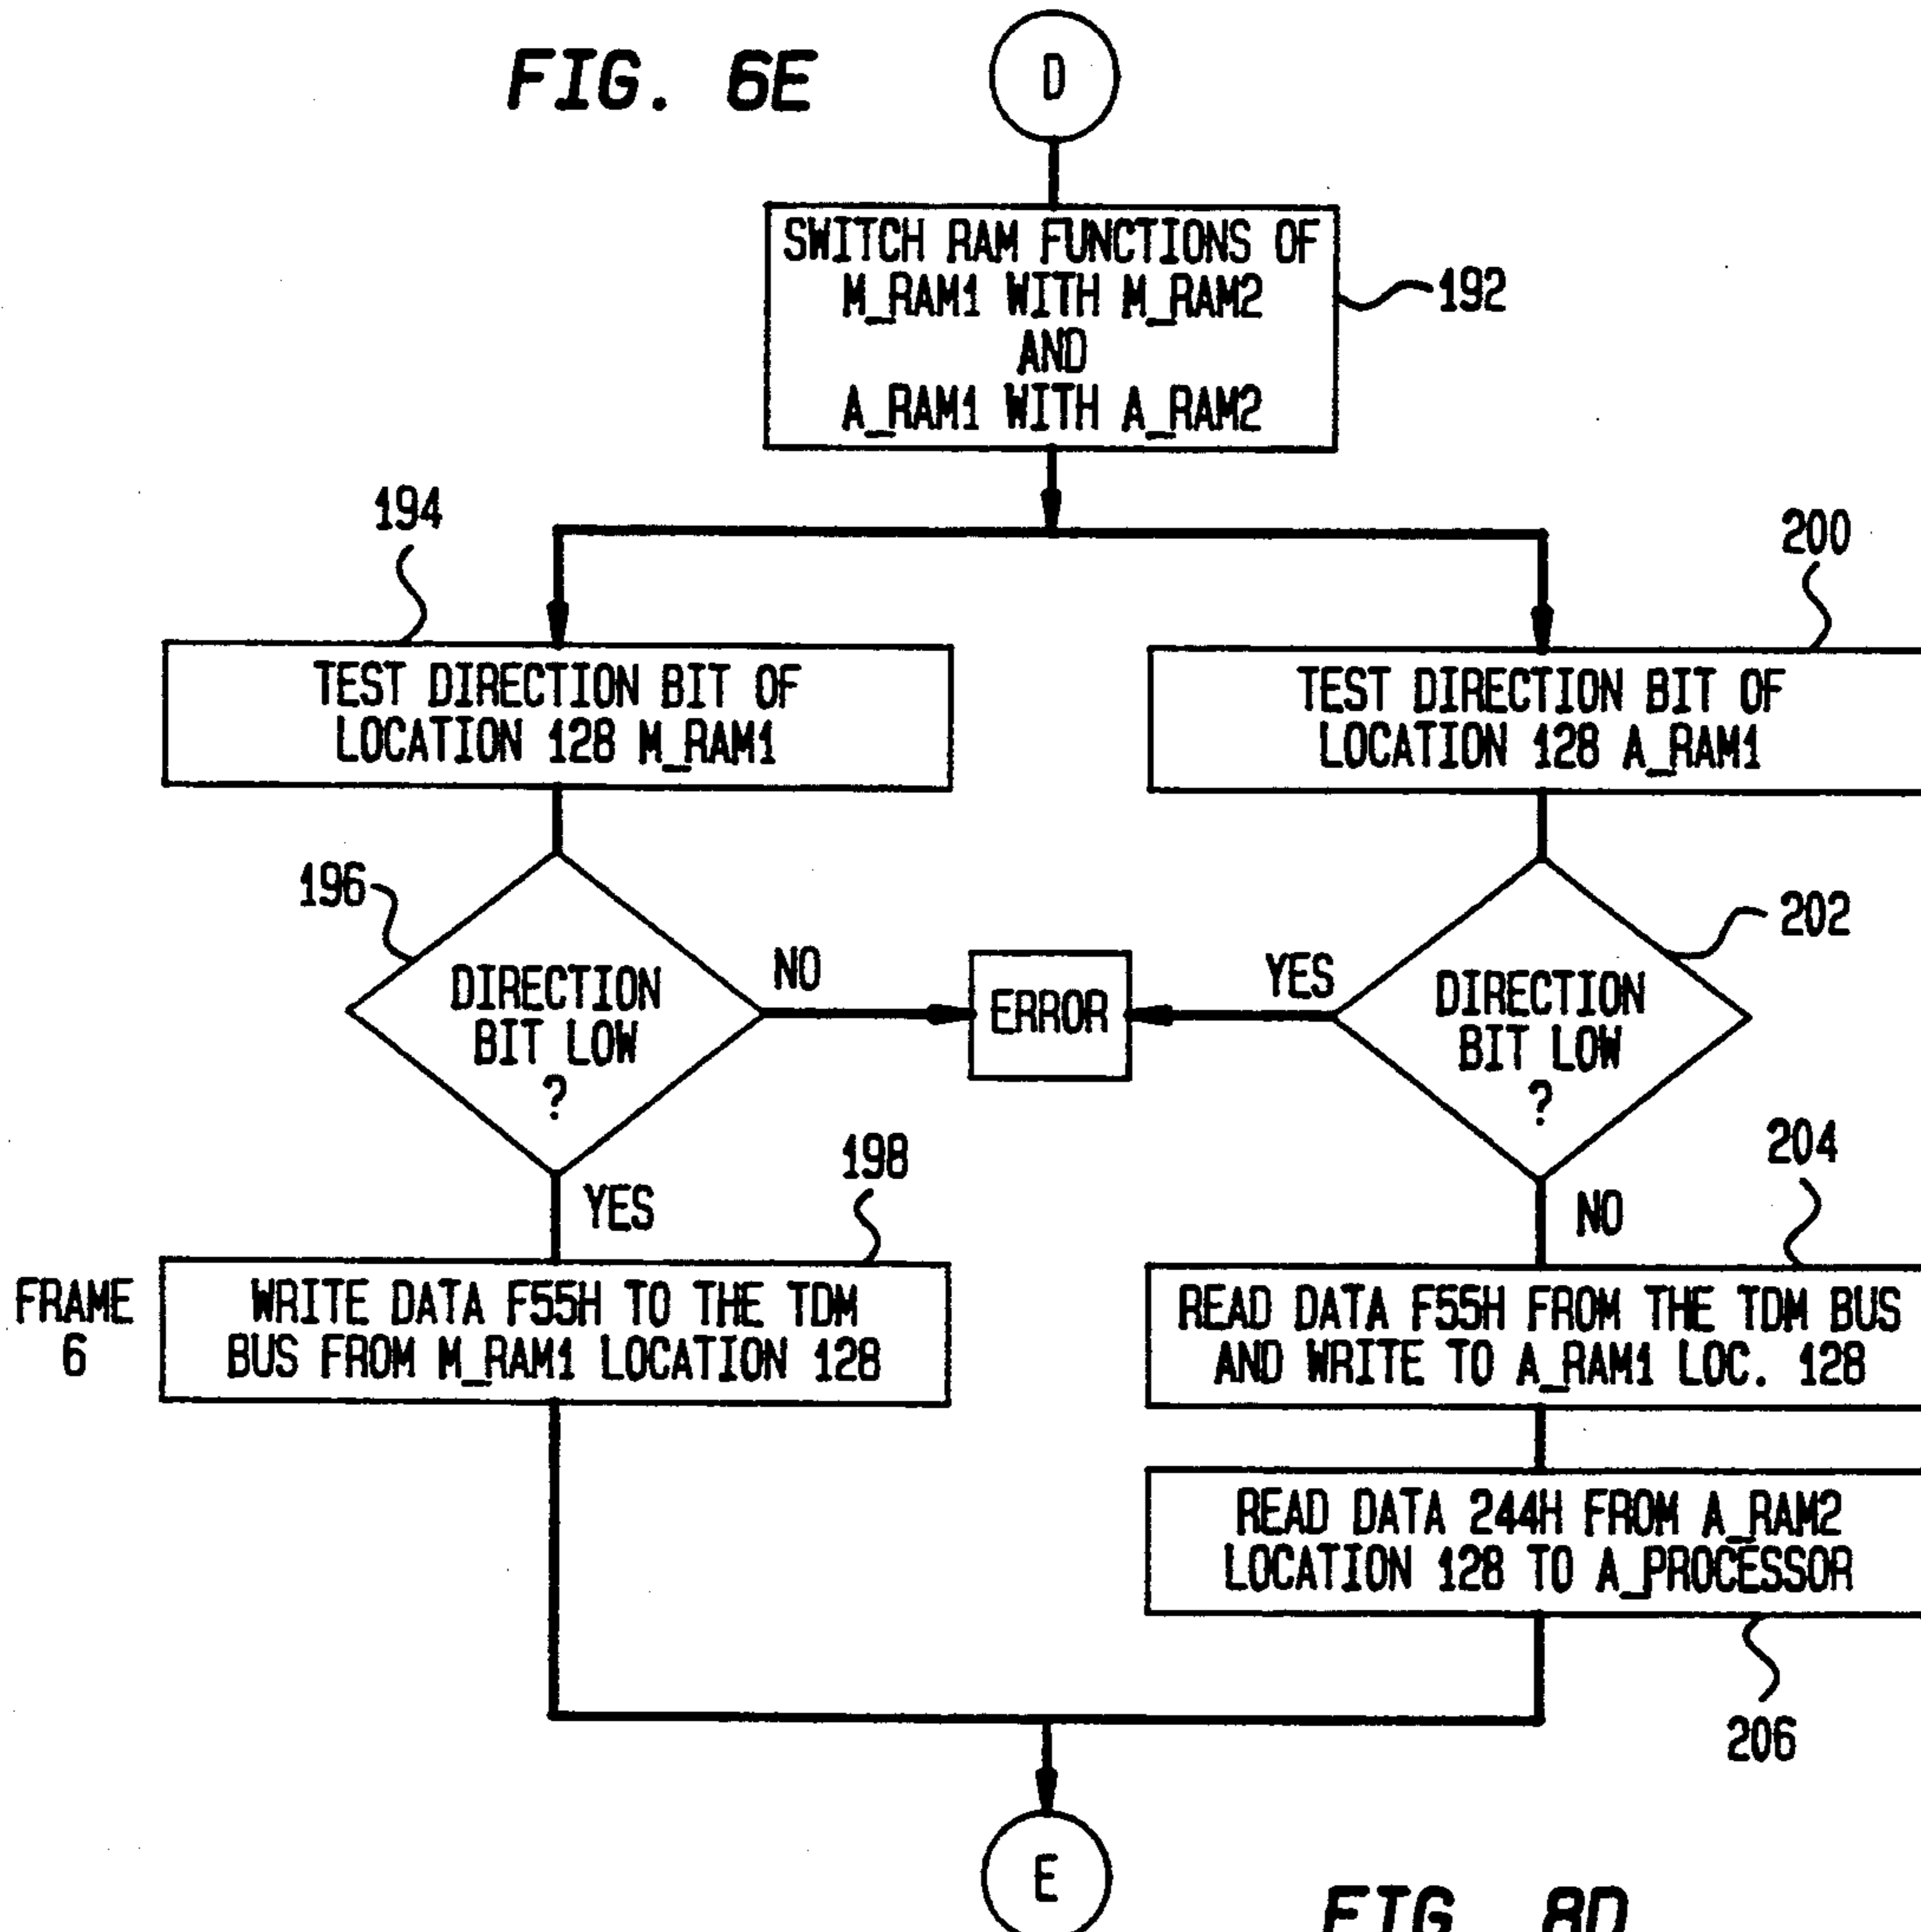 FIG. 6E
D
SWITCH RAM FUNCTIONS OF
M_RAM1 WITH M_RAM2
AND
A_RAM1 WITH A_RAM2
192
194
200
TEST DIRECTION BIT OF
LOCATION 128 M_RAM1
TEST DIRECTION BIT OF
LOCATION 128 A_RAM1
196
DIRECTION
BIT LOW
?
NO
ERROR
YES
202
DIRECTION
BIT LOW
?
YES
198
NO
204
FRAME
6
WRITE DATA F55H TO THE TDM
BUS FROM M_RAM1 LOCATION 128
READ DATA F55H FROM THE TDM BUS
AND WRITE TO A_RAM1 LOC. 128
READ DATA 244H FROM A_RAM2
LOCATION 128 TO A_PROCESSOR
206
E
FIG. 8D